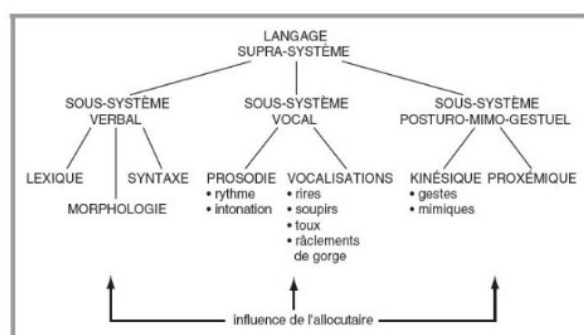 LANGAGE
SUPRA-SYSTÈME
SOUS-SYSTÈME
VERBAL
SOUS-SYSTÈME
VOCAL
SOUS-SYSTÈME
POSTURO-MIMO-GESTUEL
LEXIQUE
SYNTAXE
MORPHOLOGIE
PROSODIE
• rythme
• intonation
VOCALISATIONS
• rires
• soupirs
• toux
• râclements
de gorge
KINÉSIQUE
• gestes
• mimiques
PROXÉMIQUE
influence de l'allocutaire